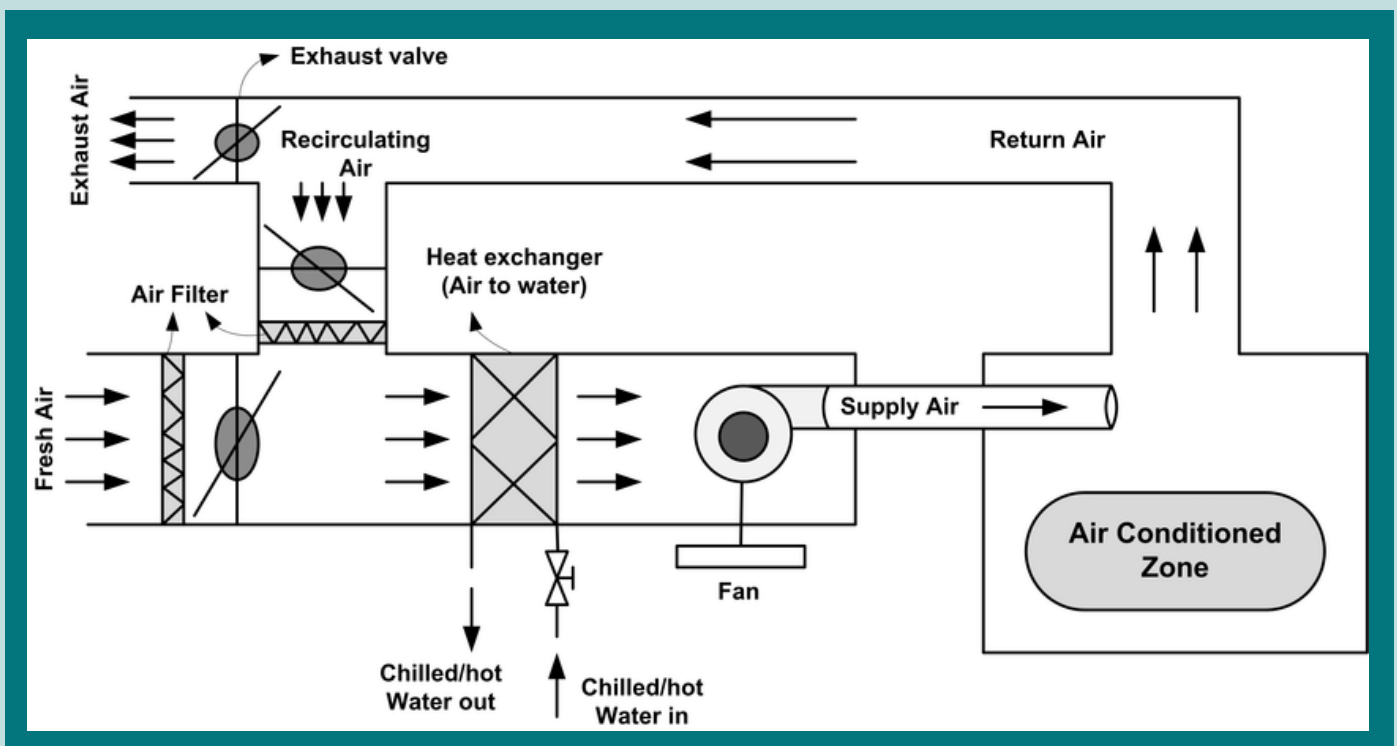 Exhaust valve
Exhaust Air
Recirculating
Air
Return Air
Heat exchanger
(Air to water)
Air Filter
Fresh Air
Supply Air
Air Conditioned
Zone
Fan
Chilled/hot
Water out
Chilled/hot
Water in